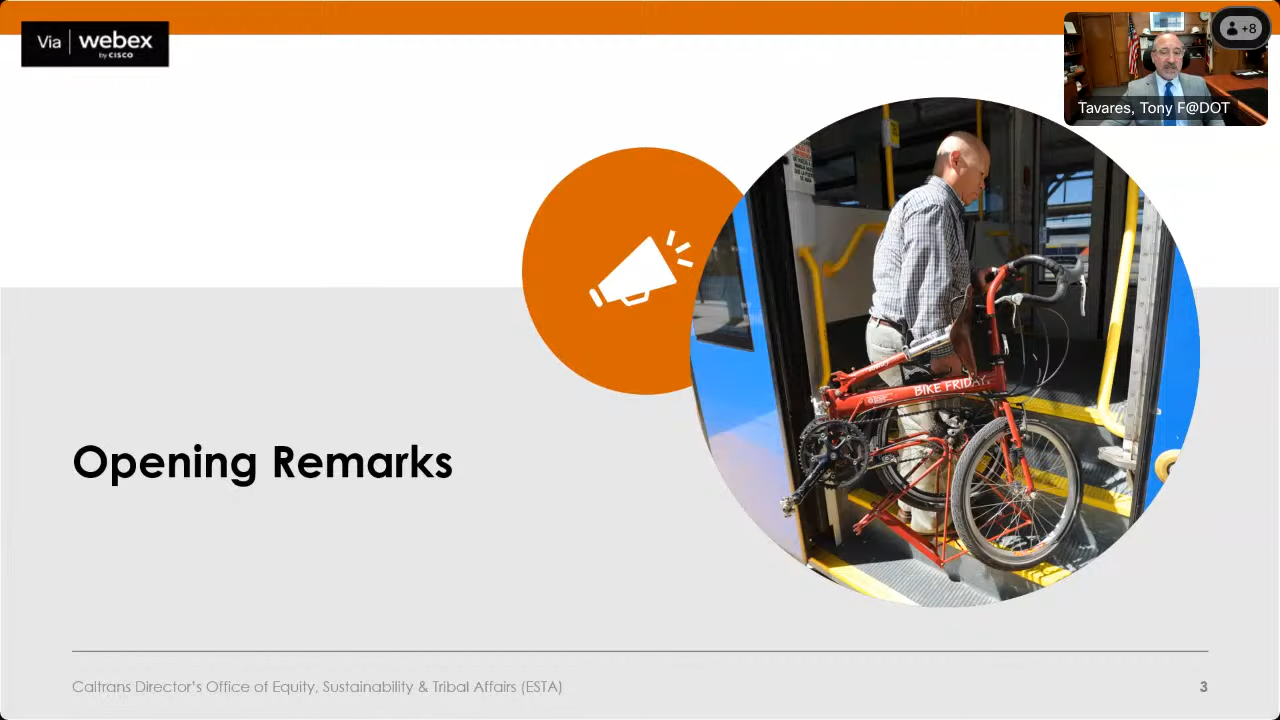 Via | webex
by CISCO
+8
Tavares, Tony F@DOT
BIKE FRIDAY
Opening Remarks
Caltrans Director's Office of Equity, Sustainability & Tribal Affairs (ESTA)
3